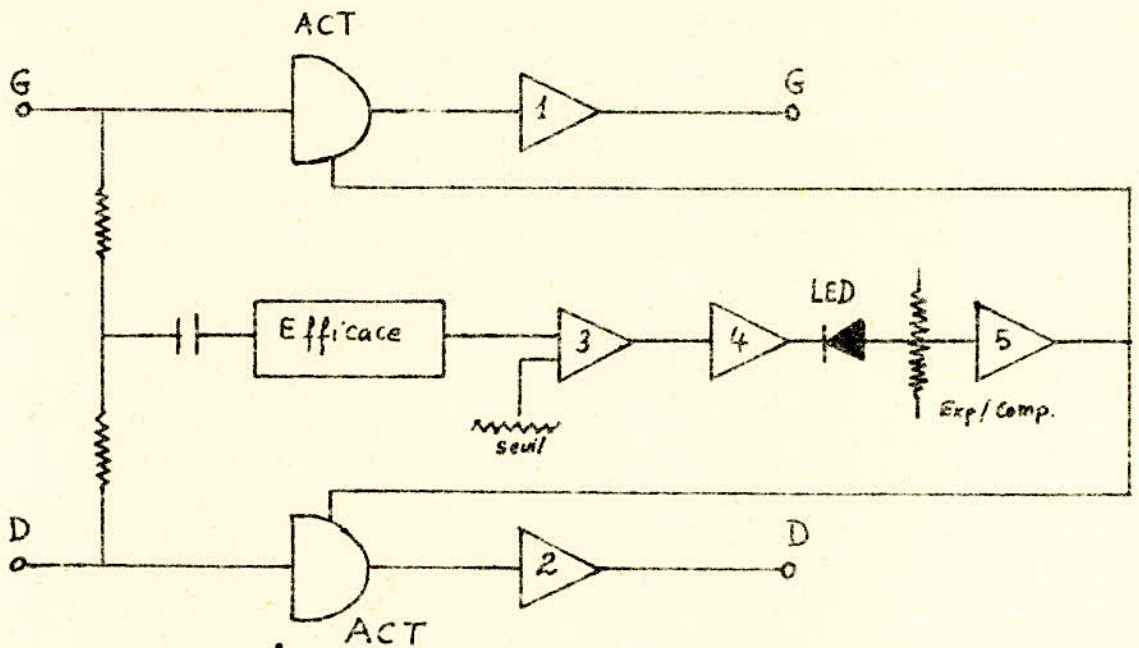 ACT
G
1
G
Efficace
3
4
LED
5
Exp/Comp.
seuil
D
2
D
ACT